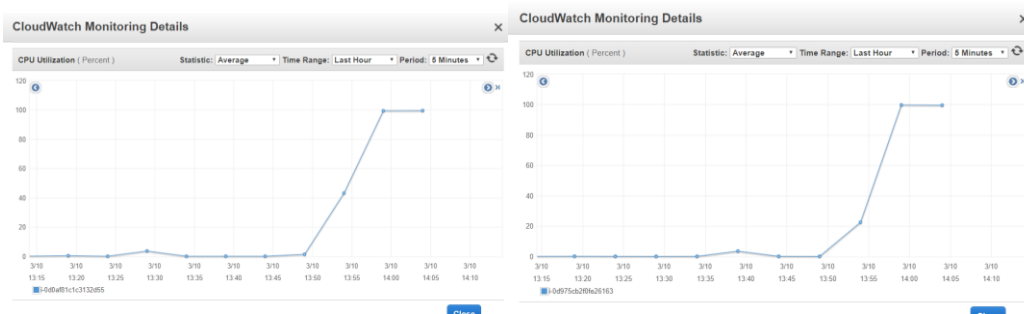 CloudWatch Monitoring Details
CPU Utilization ( Percent )
Statistic: Average
Time Range: Last Hour
Period: 5 Minutes
120
100
80
60
40
20
0
3/10 3/10 3/10 3/10 3/10 3/10 3/10 3/10 3/10 3/10 3/10 3/10
13:15 13:20 13:25 13:30 13:35 13:40 13:45 13:50 13:55 14:00 14:05 14:10
i-0d0af81c1c3132d55
Close
CloudWatch Monitoring Details
CPU Utilization ( Percent )
Statistic: Average
Time Range: Last Hour
Period: 5 Minutes
120
100
80
60
40
20
0
3/10 3/10 3/10 3/10 3/10 3/10 3/10 3/10 3/10 3/10 3/10 3/10
13:15 13:20 13:25 13:30 13:35 13:40 13:45 13:50 13:55 14:00 14:05 14:10
i-0d975cb2f0fe26163